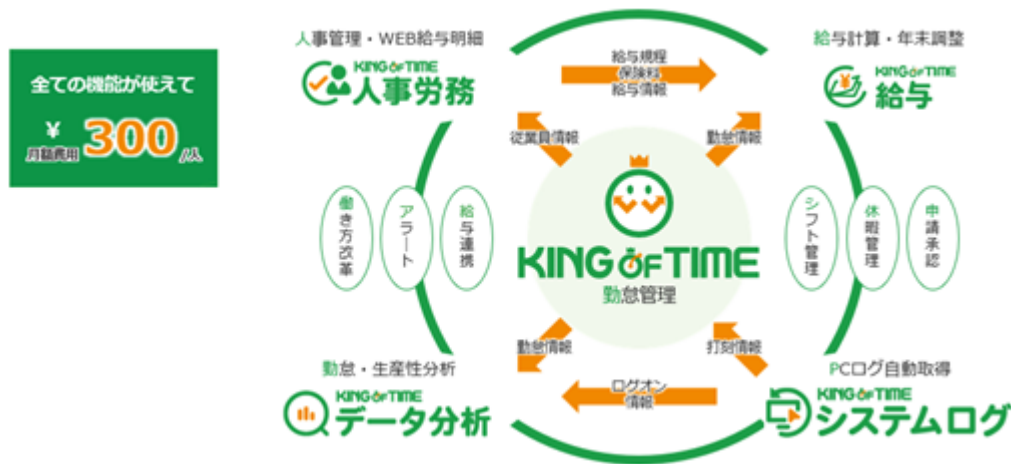 全ての機能が使えて
¥
月額費用
300
/人
人事管理・WEB給与明細
KING OF TIME
人事労務
給与規程
保険料
給与情報
給与計算・年末調整
KING OF TIME
給与
従業員情報
勤怠情報
働き方改革
アラート
給与連携
KING OF TIME
勤怠管理
シフト管理
休暇管理
申請承認
勤怠情報
打刻情報
勤怠・生産性分析
KING OF TIME
データ分析
ログオン
情報
PCログ自動取得
KING OF TIME
システムログ